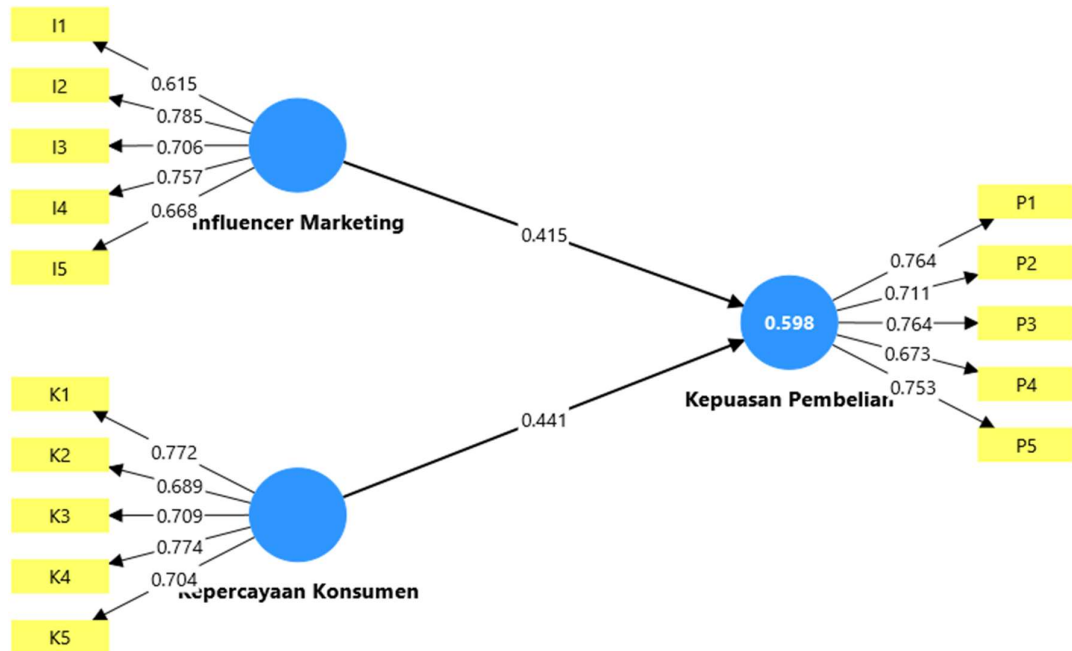 I1
I2
I3
I4
I5
0.615
0.785
0.706
0.757
0.668
Influencer Marketing
0.415
K1
K2
K3
K4
K5
0.772
0.689
0.709
0.774
0.704
Kepercayaan Konsumen
0.441
0.598
Kepuasan Pembelian
0.764
0.711
0.764
0.673
0.753
P1
P2
P3
P4
P5